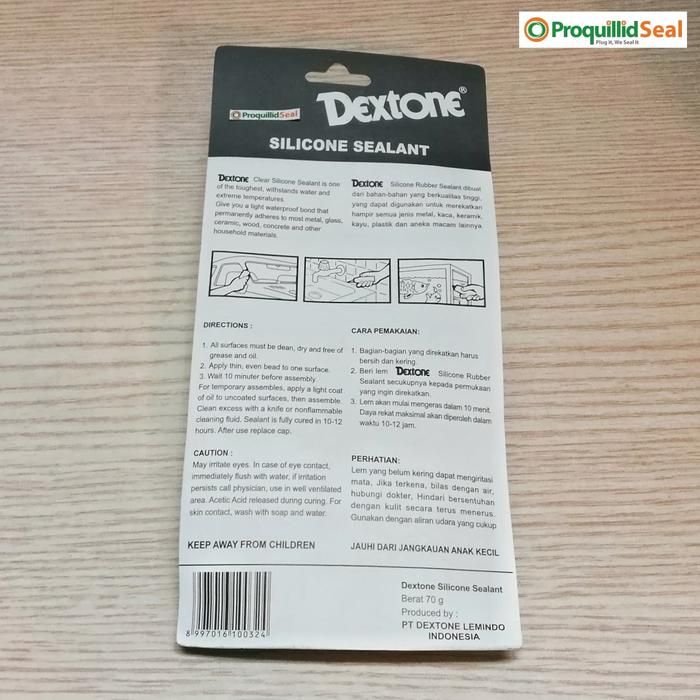 ProquillidSeal
Plug It, We Seal It
Dextone®
ProquillidSeal
SILICONE SEALANT
Dextone Clear Silicone Sealant is one
of the toughest, withstands water and
extreme temperatures.
Give you a light waterproof bond that
permanently adheres to most metal, glass,
ceramic, wood, concrete and other
household materials.
Dextone Silicone Rubber Sealant dibuat
dari bahan-bahan yang berkualitas tinggi,
yang dapat digunakan untuk merekatkan
hampir semua jenis metal, kaca, keramik,
kayu, plastik dan aneka macam lainnya.
DIRECTIONS :
1. All surfaces must be dean, dry and free of
grease and oil.
2. Apply thin, even bead to one surface.
3. Wait 10 minuter before assembly.
For temporary assembles, apply a light coat
of oil to uncoated surfaces, then assemble.
Clean excess with a knife or nonflammable
cleaning fluid. Sealant is fully cured in 10-12
hours. After use replace cap.
CARA PEMAKAIAN:
1. Bagian-bagian yang direkatkan harus
bersih dan kering.
2. Beri lem Dextone Silicone Rubber
Sealant secukupnya kepada permukaan
yang ingin direkatkan.
3. Lem akan mulai mengeras dalam 10 menit.
Daya rekat maksimal akan diperoleh dalam
waktu 10-12 jam.
CAUTION :
May irritate eyes. In case of eye contact,
immediately flush with water, if irritation
persists call physician, use in well ventilated
area. Acetic Acid released during curing. For
skin contact, wash with soap and water.
PERHATIAN:
Lem yang belum kering dapat mengiritasi
mata, Jika terkena, bilas dengan air,
hubungi dokter, Hindari bersentuhan
dengan kulit secara terus menerus.
Gunakan dengan aliran udara yang cukup
KEEP AWAY FROM CHILDREN
JAUHI DARI JANGKAUAN ANAK KECIL
8 997016 100324
Dextone Silicone Sealant
Berat 70 g
Produced by :
PT DEXTONE LEMINDO
INDONESIA